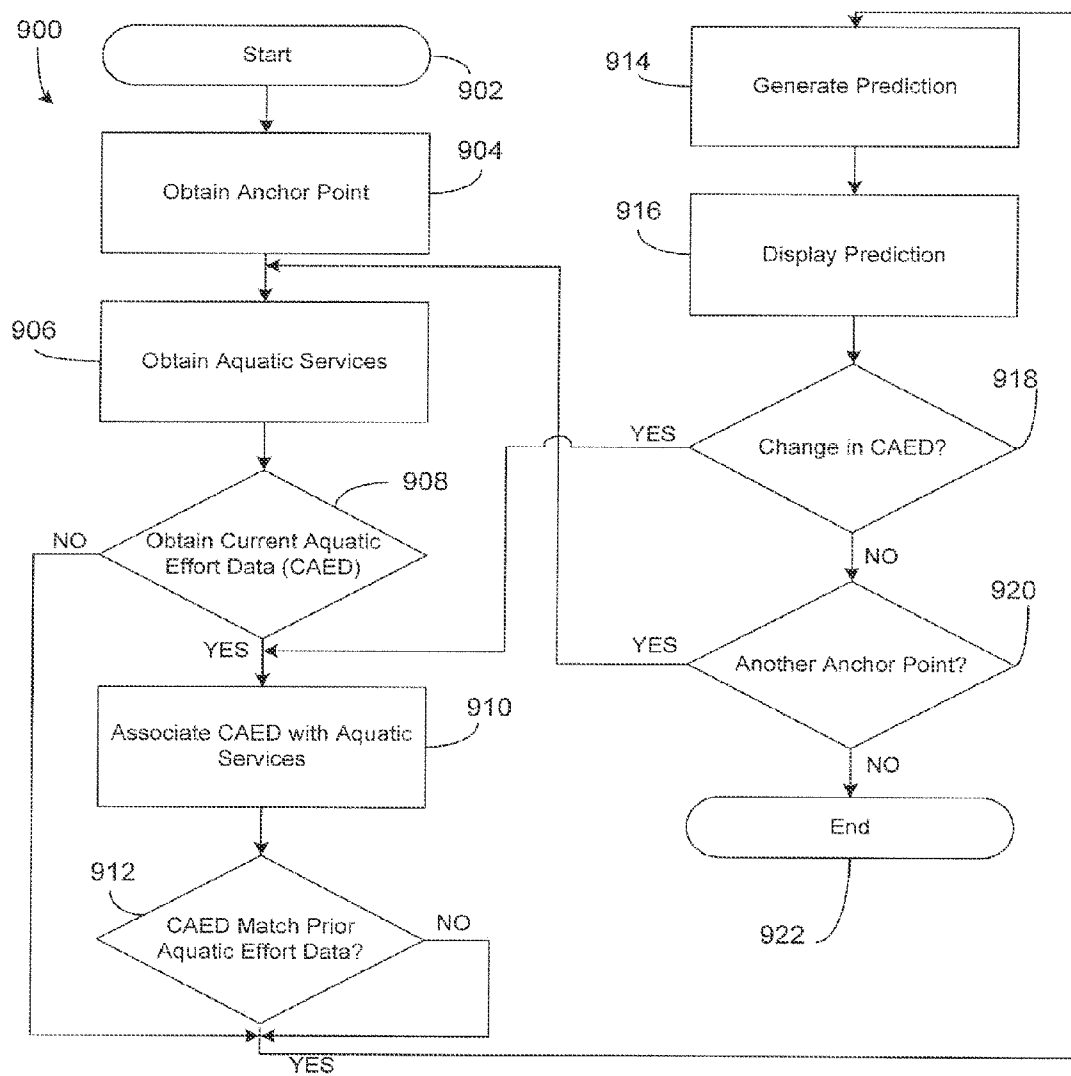 900
Start
902
904
Obtain Anchor Point
906
Obtain Aquatic Services
908
NO
Obtain Current Aquatic
Effort Data (CAED)
YES
Associate CAED with Aquatic
Services
910
912
CAED Match Prior
Aquatic Effort Data?
NO
YES
914
Generate Prediction
916
Display Prediction
918
YES
Change in CAED?
NO
920
YES
Another Anchor Point?
NO
End
922